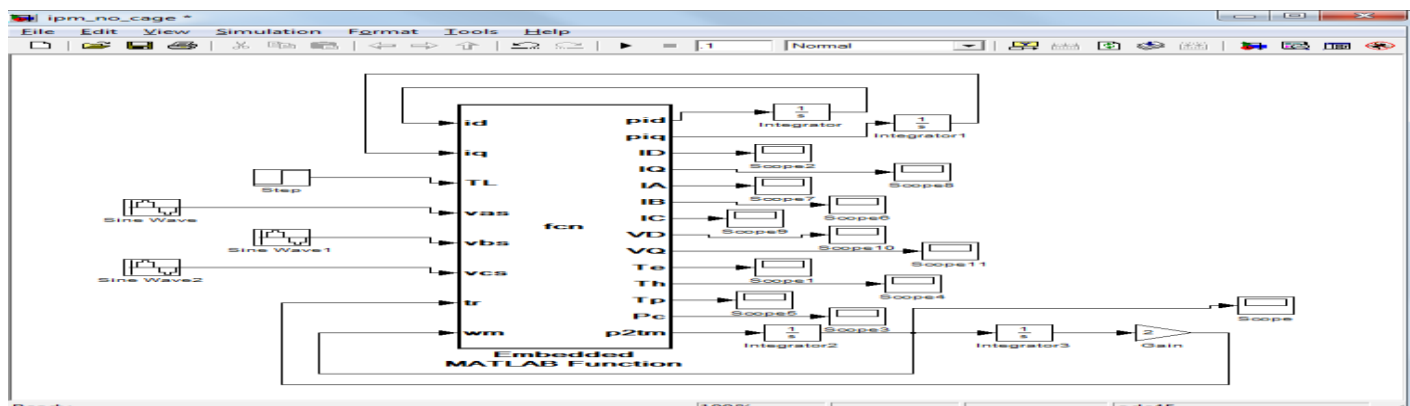 ipm_no_cage *
File Edit View Simulation Format Tools Help
.1 Normal
id
iq
TL
vas
vbs
vcs
tr
wm
fcn
pid
piq
ID
IQ
IA
IB
IC
VD
VQ
Te
Th
Tp
Pc
p2tm
Embedded
MATLAB Function
Step
Sine Wave
Sine Wave1
Sine Wave2
1
s
Integrator
1
s
Integrator1
Scope2
Scope8
Scope7
Scope6
Scope9
Scope10
Scope11
Scope1
Scope4
Scope5
Scope3
1
s
Integrator2
1
s
Integrator3
2
Gain
Scope